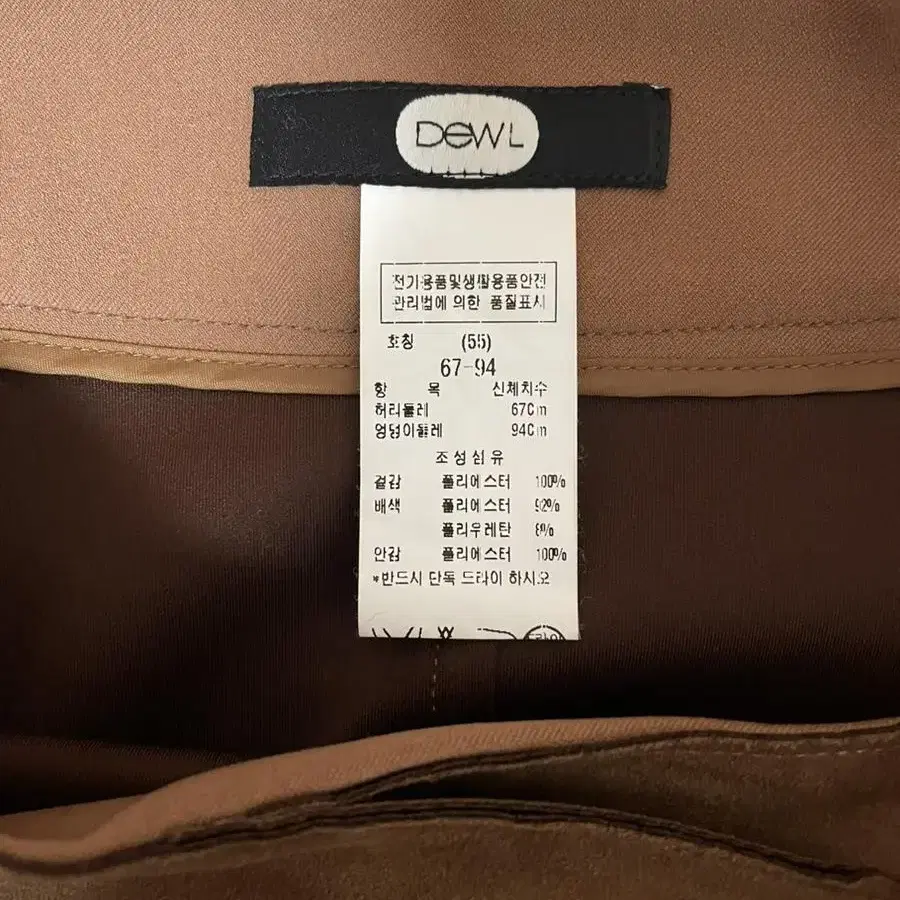 DeWL
전기용품및생활용품안전
관리법에 의한 품질표시
호칭 (55)
67-94
항 목 신체치수
허리둘레 67Cm
엉덩이둘레 94Cm
조성섬유
겉감 폴리에스터 100%
배색 폴리에스터 92%
폴리우레탄 8%
안감 폴리에스터 100%
*반드시 단독 드라이 하시오
드라이